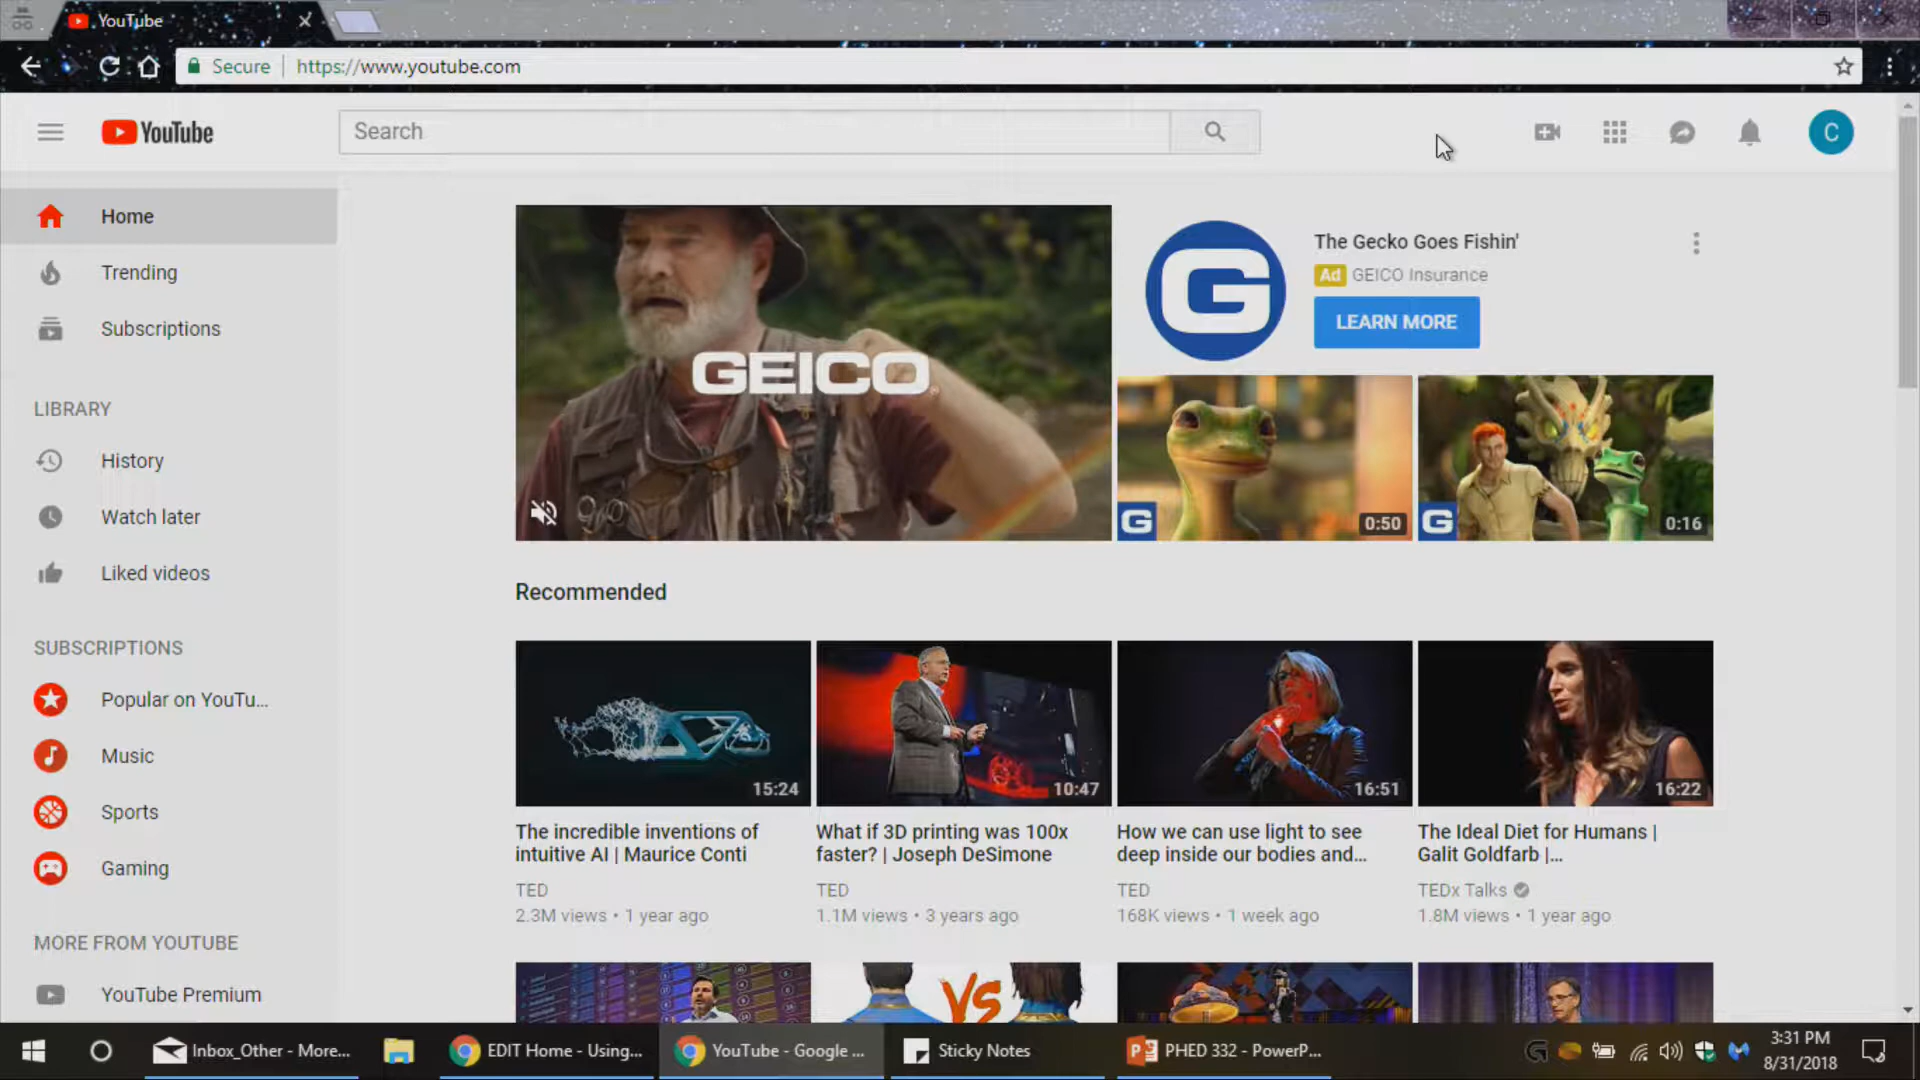 YouTube
Secure
https://www.youtube.com
YouTube
Search
C
Home
Trending
Subscriptions
LIBRARY
History
Watch later
Liked videos
SUBSCRIPTIONS
Popular on YouTu...
Music
Sports
Gaming
MORE FROM YOUTUBE
YouTube Premium
GEICO
G
The Gecko Goes Fishin'
Ad GEICO Insurance
LEARN MORE
G
0:50
G
0:16
Recommended
15:24
10:47
16:51
16:22
The incredible inventions of
intuitive AI | Maurice Conti
TED
2.3M views • 1 year ago
What if 3D printing was 100x
faster? | Joseph DeSimone
TED
1.1M views • 3 years ago
How we can use light to see
deep inside our bodies and...
TED
168K views • 1 week ago
The Ideal Diet for Humans |
Galit Goldfarb |...
TEDx Talks
1.8M views • 1 year ago
VS
Inbox_Other - More...
EDIT Home - Using...
YouTube - Google ...
Sticky Notes
PHED 332 - PowerP...
3:31 PM
8/31/2018